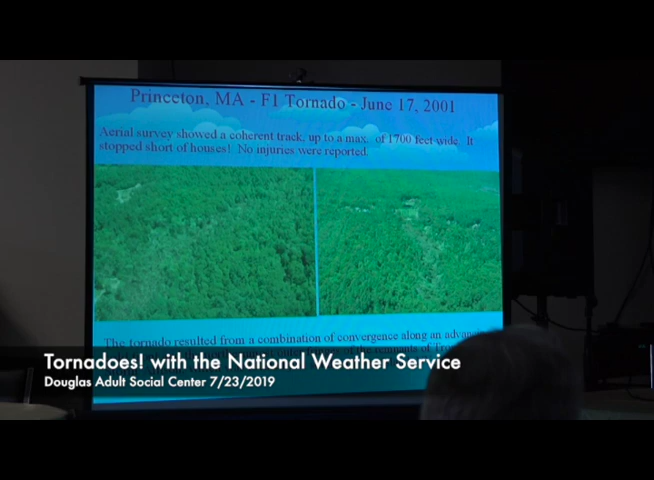 Princeton, MA - F1 Tornado - June 17, 2001
Aerial survey showed a coherent track, up to a max. of 1700 feet wide. It
stopped short of houses! No injuries were reported.
The tornado resulted from a combination of convergence along an
Tornadoes! with the National Weather Service
Douglas Adult Social Center 7/23/2019